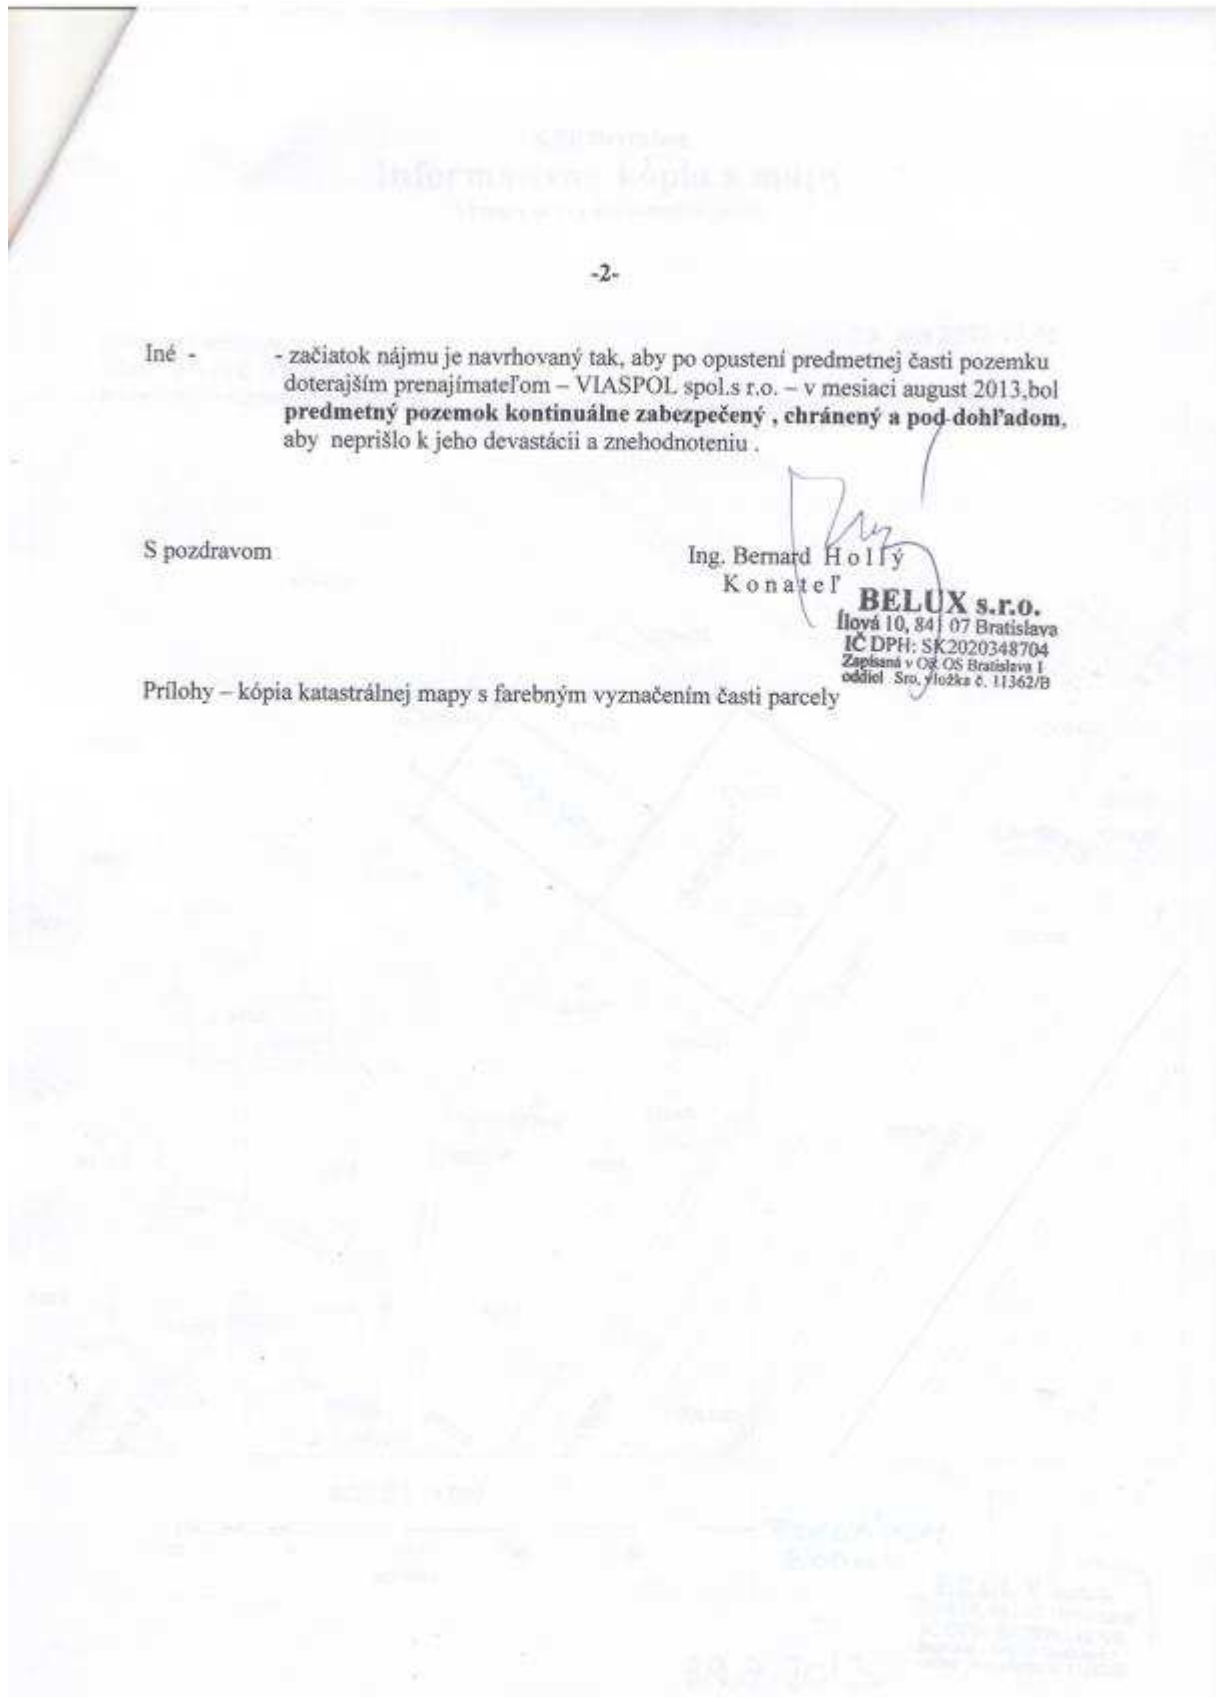 -2-
Iné - - začiatok nájmu je navrhovaný tak, aby po opustení predmetnej časti pozemku
doterajším prenajímateľom – VIASPOL spol.s r.o. – v mesiaci august 2013,bol
predmetný pozemok kontinuálne zabezpečený , chránený a pod dohľadom,
aby neprišlo k jeho devastácii a znehodnoteniu .
S pozdravom
Ing. Bernard H o l l ý
K o n a t e ľ
BELUX s.r.o.
Ílová 10, 841 07 Bratislava
IČ DPH: SK2020348704
Zapísaná v OR OS Bratislava I
oddiel Sro, vložka č. 11362/B
Prílohy – kópia katastrálnej mapy s farebným vyznačením časti parcely